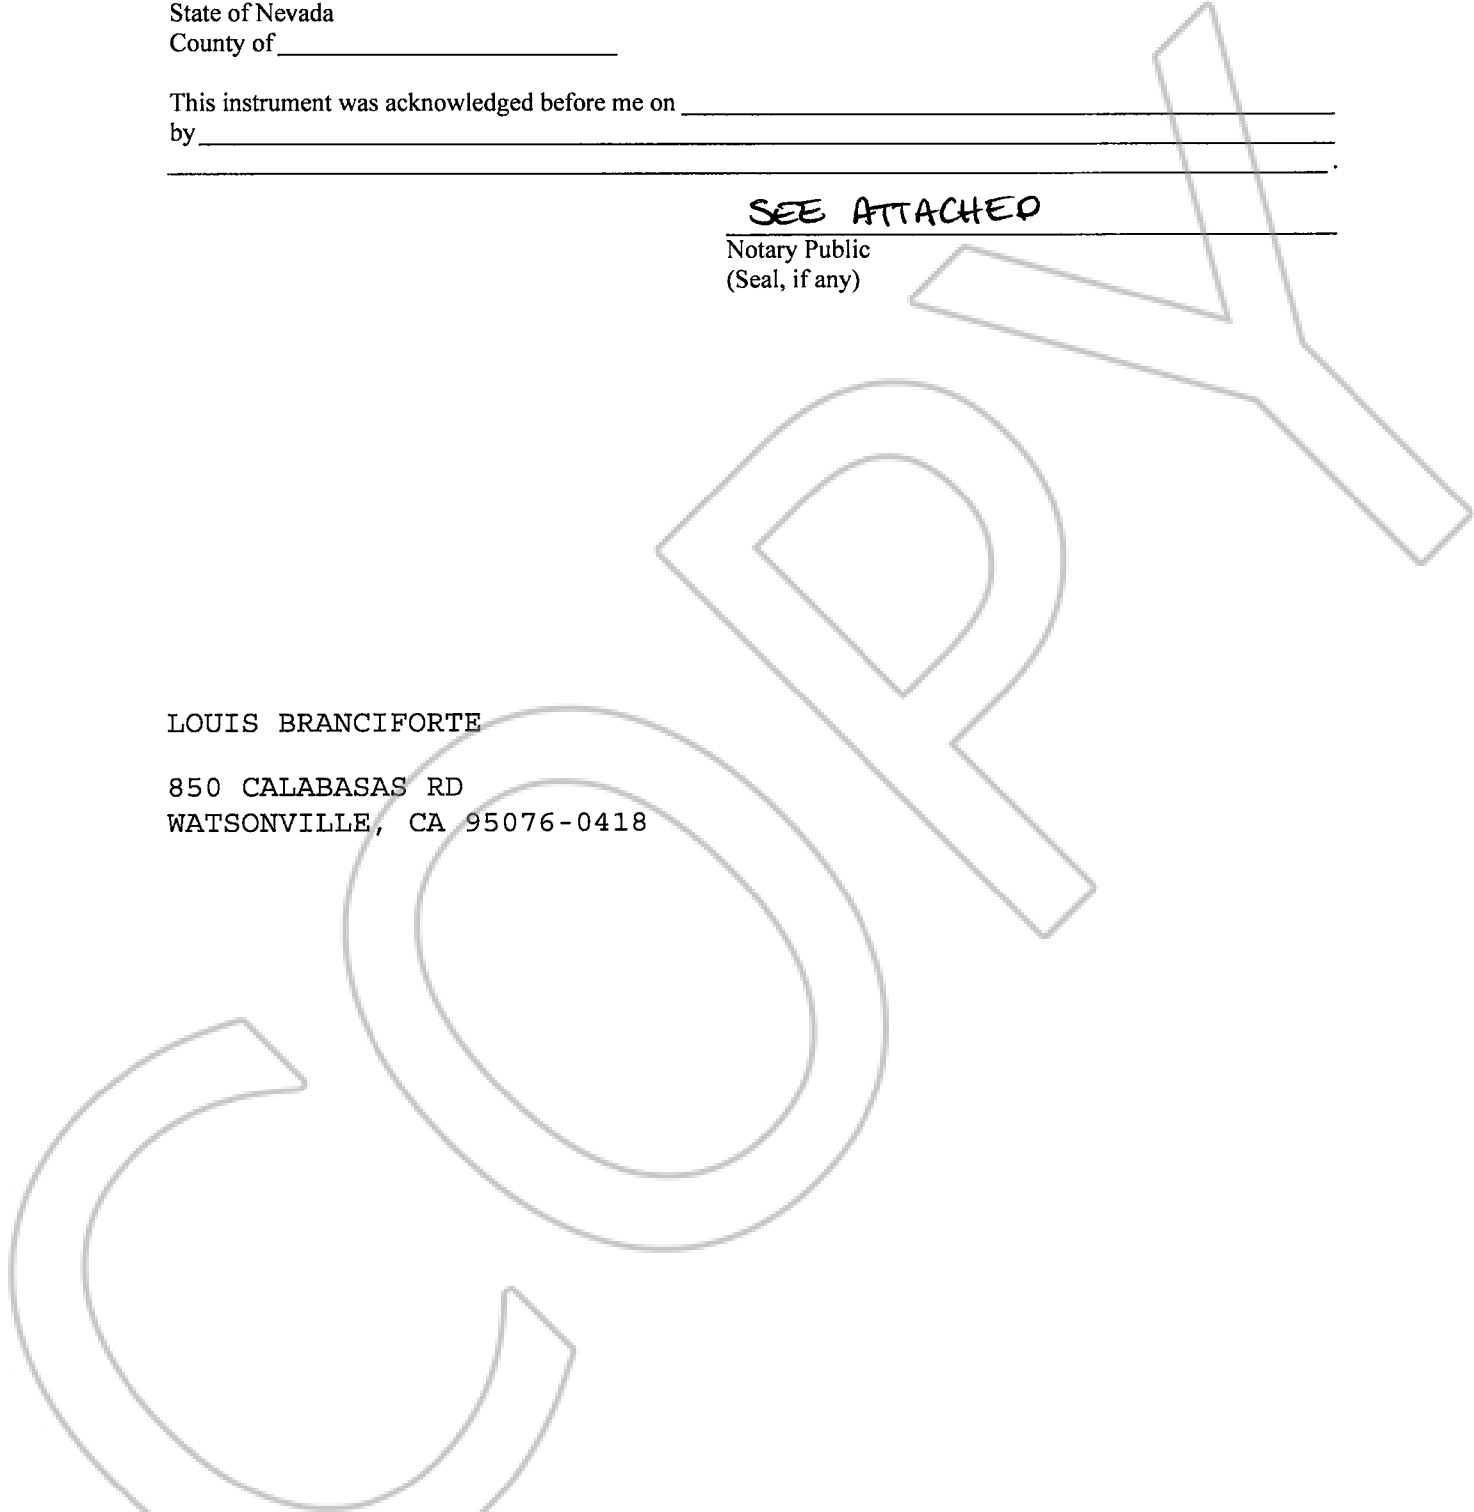 State of Nevada
County of
This instrument was acknowledged before me on
by
.
SEE ATTACHED
Notary Public
(Seal, if any)
LOUIS BRANCIFORTE
850 CALABASAS RD
WATSONVILLE, CA 95076-0418
COPY